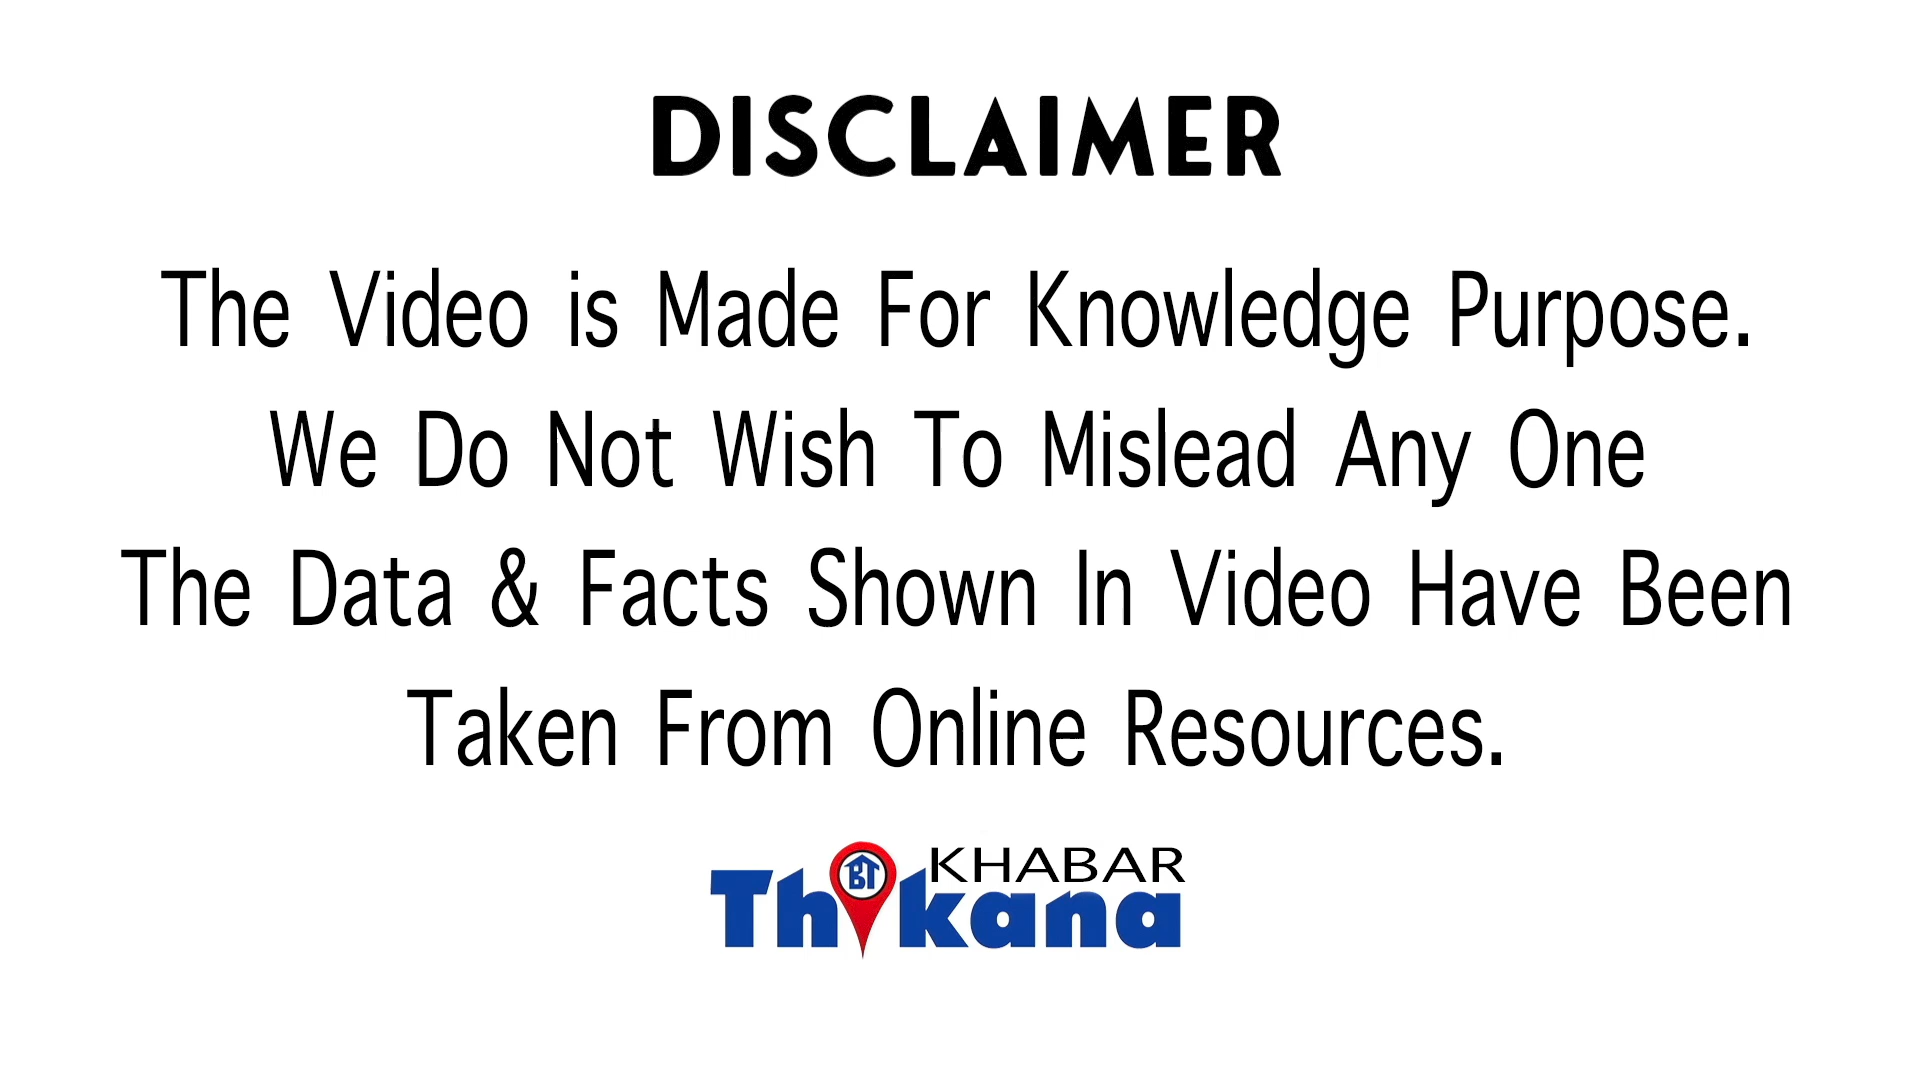 DISCLAIMER
The Video is Made For Knowledge Purpose.
We Do Not Wish To Mislead Any One
The Data & Facts Shown In Video Have Been
Taken From Online Resources.
KHABAR
BT
Thikana